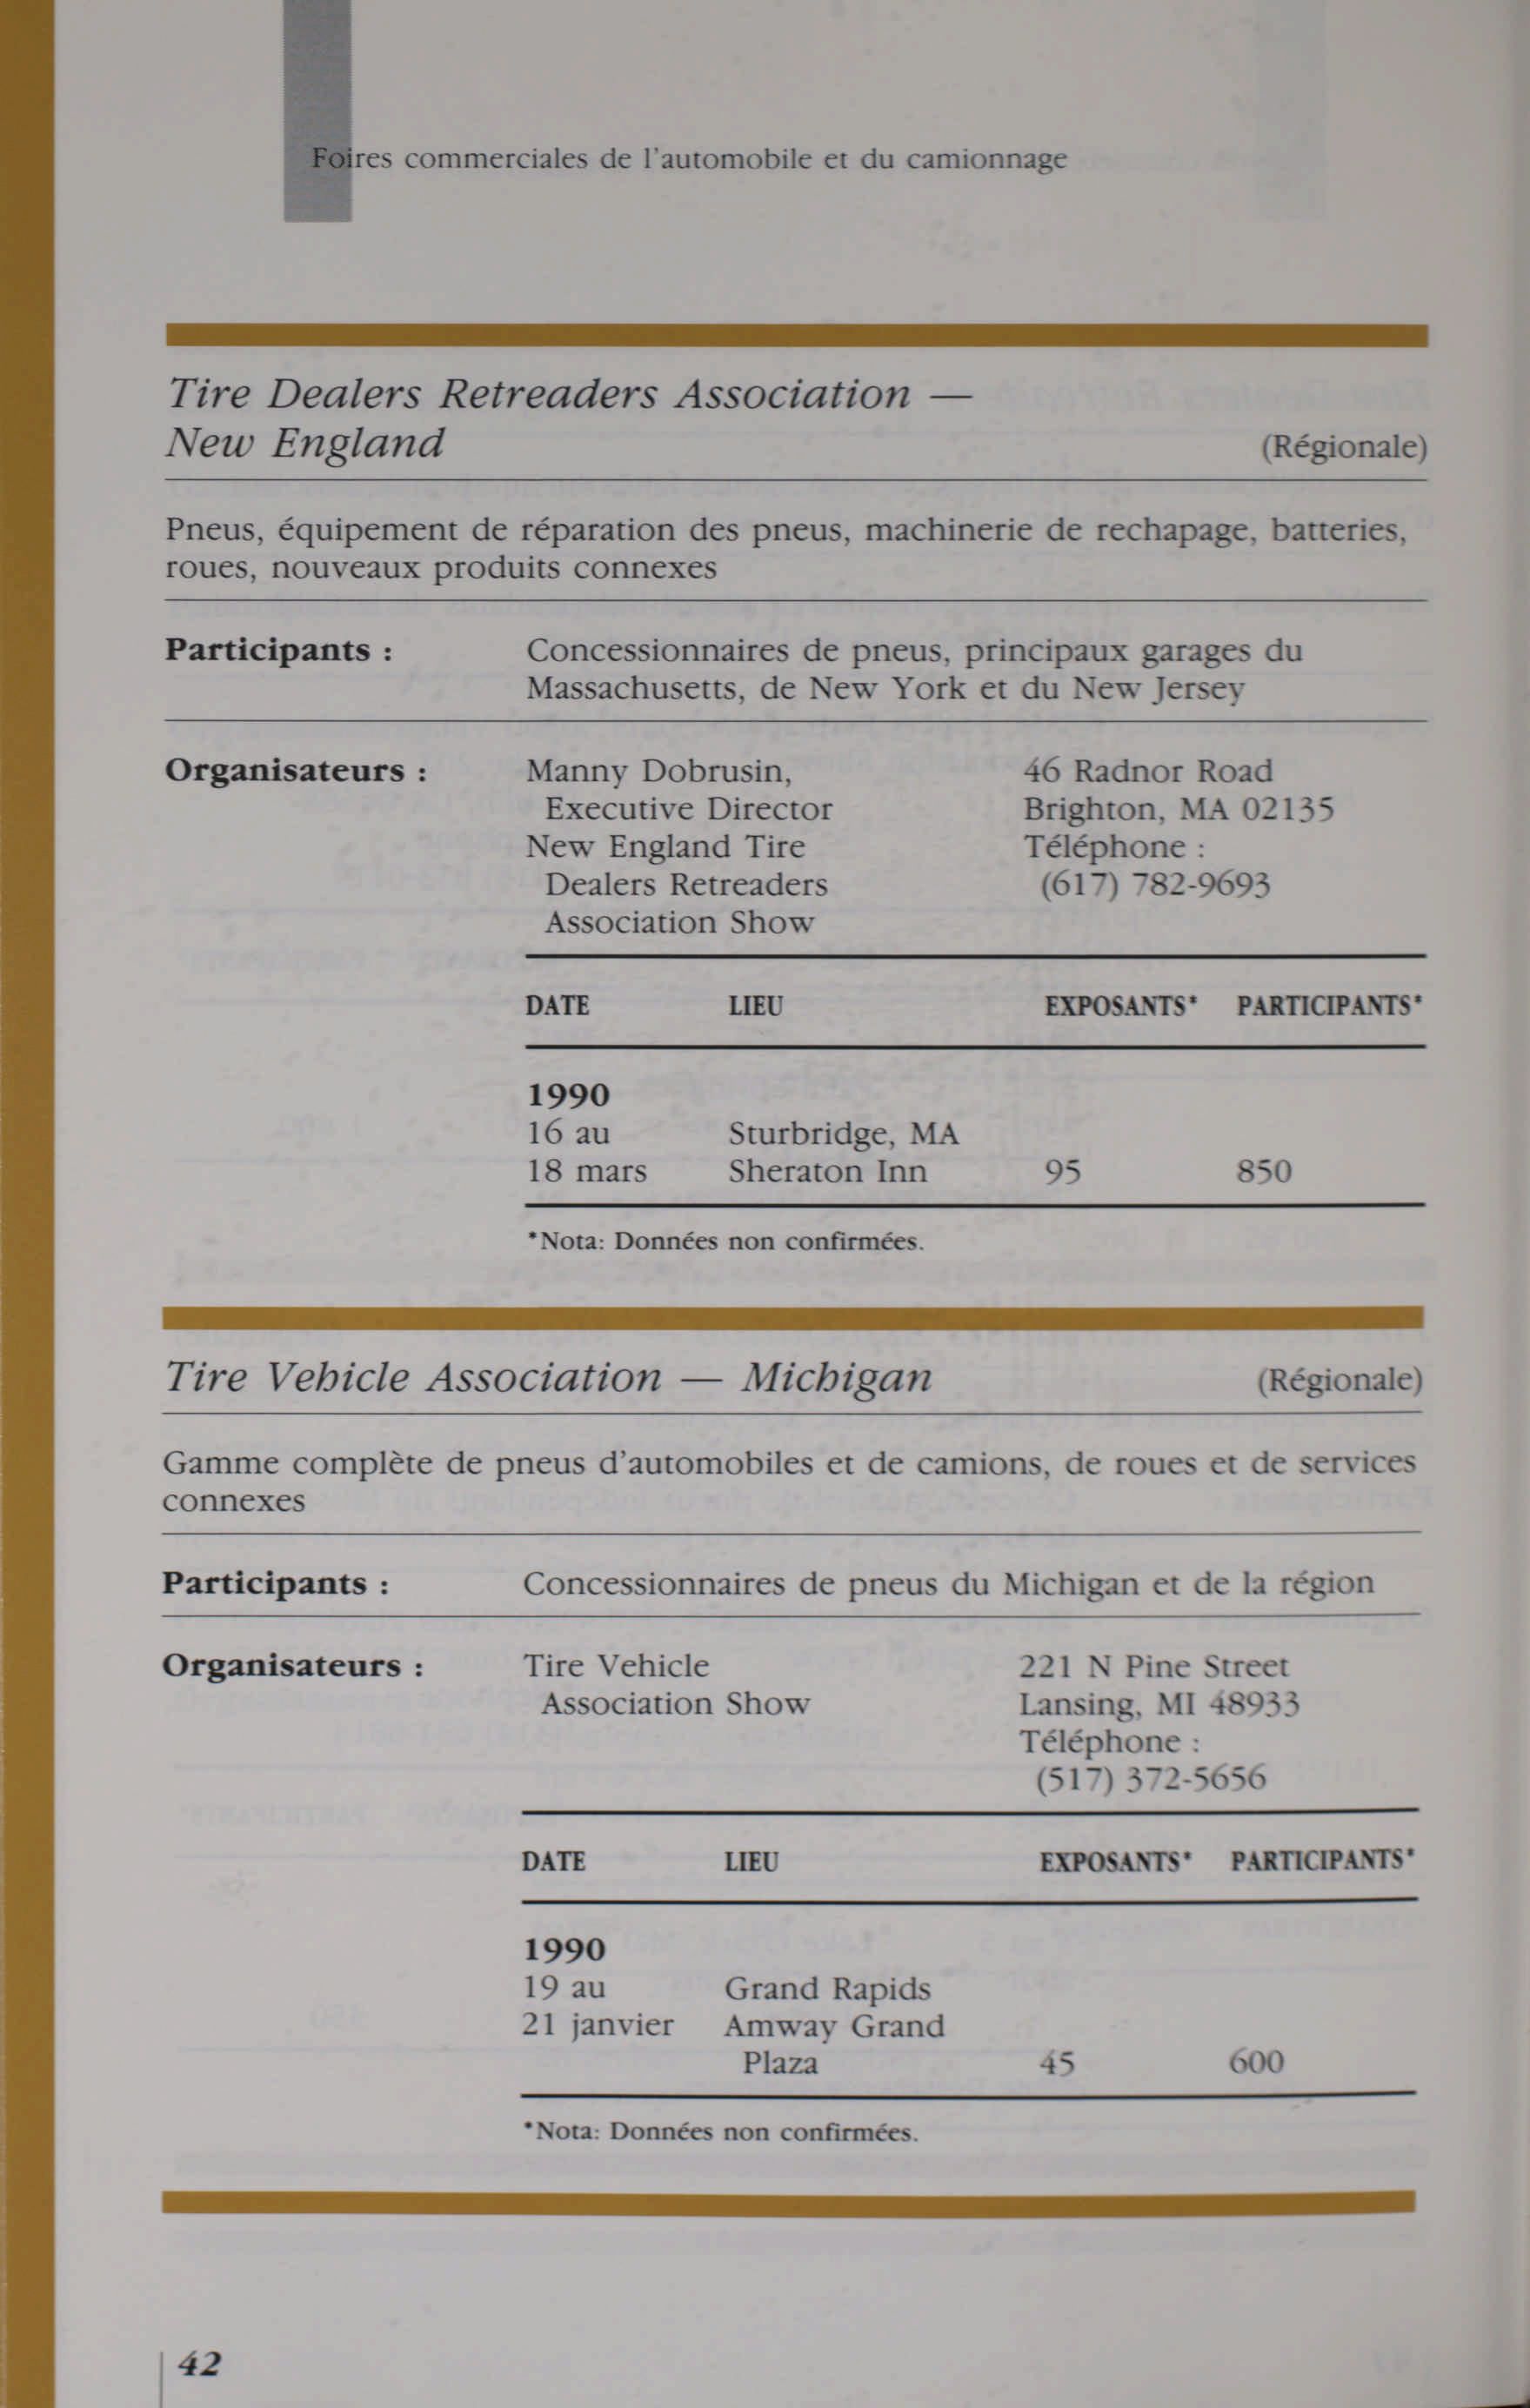 Foires commerciales de l'automobile et du camionnage
Tire Dealers Retreaders Association —
New England (Régionale)
Pneus, équipement de réparation des pneus, machinerie de rechapage, batteries,
roues, nouveaux produits connexes
Participants : Concessionnaires de pneus, principaux garages du
Massachusetts, de New York et du New Jersey
Organisateurs : Manny Dobrusin, 46 Radnor Road
Executive Director Brighton, MA 02135
New England Tire Téléphone :
Dealers Retreaders (617) 782-9693
Association Show
DATE LIEU EXPOSANTS* PARTICIPANTS*
1990
16 au Sturbridge, MA
18 mars Sheraton Inn 95 850
*Nota: Données non confirmées.
Tire Vehicle Association — Michigan (Régionale)
Gamme complète de pneus d'automobiles et de camions, de roues et de services
connexes
Participants : Concessionnaires de pneus du Michigan et de la région
Organisateurs : Tire Vehicle 221 N Pine Street
Association Show Lansing, MI 48933
Téléphone :
(517) 372-5656
DATE LIEU EXPOSANTS* PARTICIPANTS*
1990
19 au Grand Rapids
21 janvier Amway Grand
Plaza 45 600
*Nota: Données non confirmées.
42